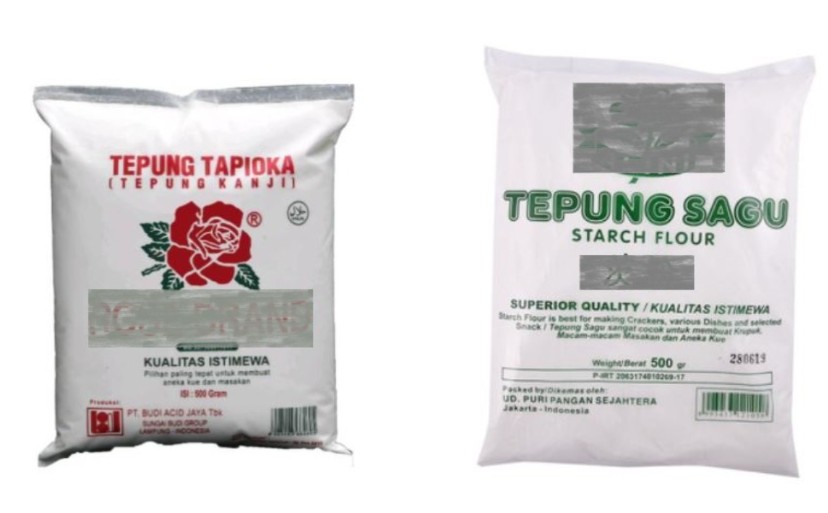 TEPUNG TAPIOKA
(TEPUNG KANJI)
®
KUALITAS ISTIMEWA
Pilihan paling tepat untuk membuat
aneka kue dan masakan
ISI : 500 Gram
Produksi:
PT. BUDI ACID JAYA Tbk
SUNGAI BUDI GROUP
LAMPUNG - INDONESIA
TEPUNG SAGU
STARCH FLOUR
SUPERIOR QUALITY / KUALITAS ISTIMEWA
Starch Flour is best for making Crackers, various Dishes and selected
Snack / Tepung Sagu sangat cocok untuk membuat Krupuk,
Macam-macam Masakan dan Aneka Kue
Weight/Berat 500 gr
280619
P-IRT 2063174010269-17
Packed by/Dikemas oleh:
UD. PURI PANGAN SEJAHTERA
Jakarta - Indonesia